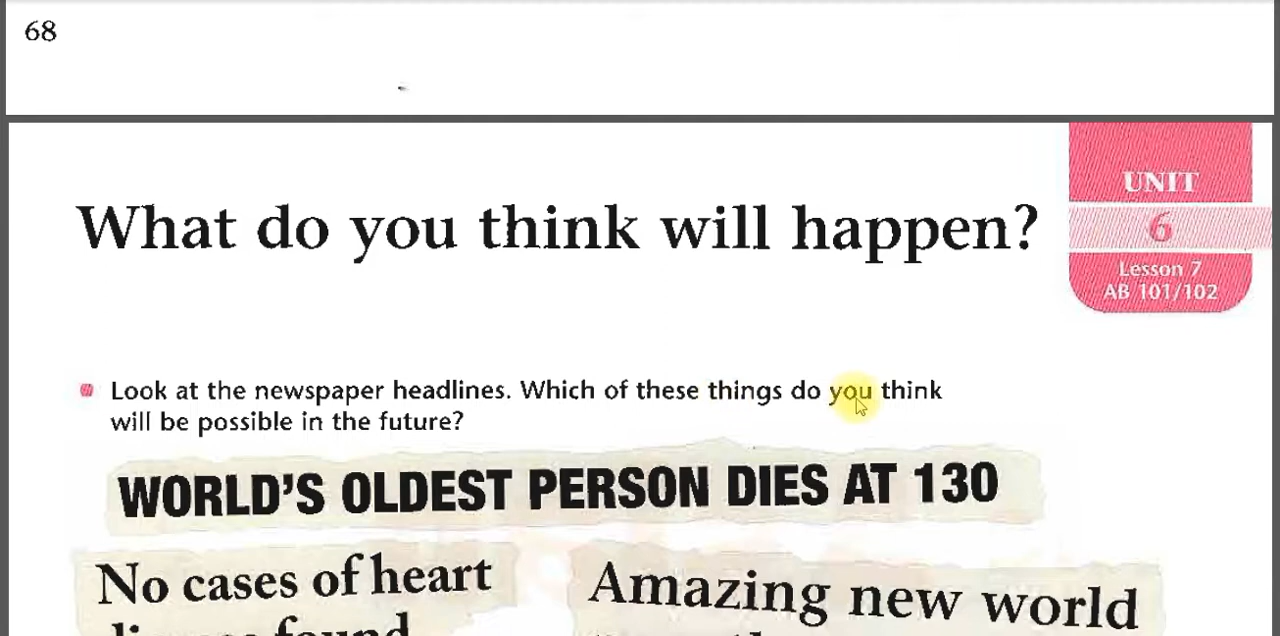 68
What do you think will happen?
UNIT
6
Lesson 7
AB 101/102
Look at the newspaper headlines. Which of these things do you think
will be possible in the future?
WORLD'S OLDEST PERSON DIES AT 130
No cases of heart
found
Amazing new world